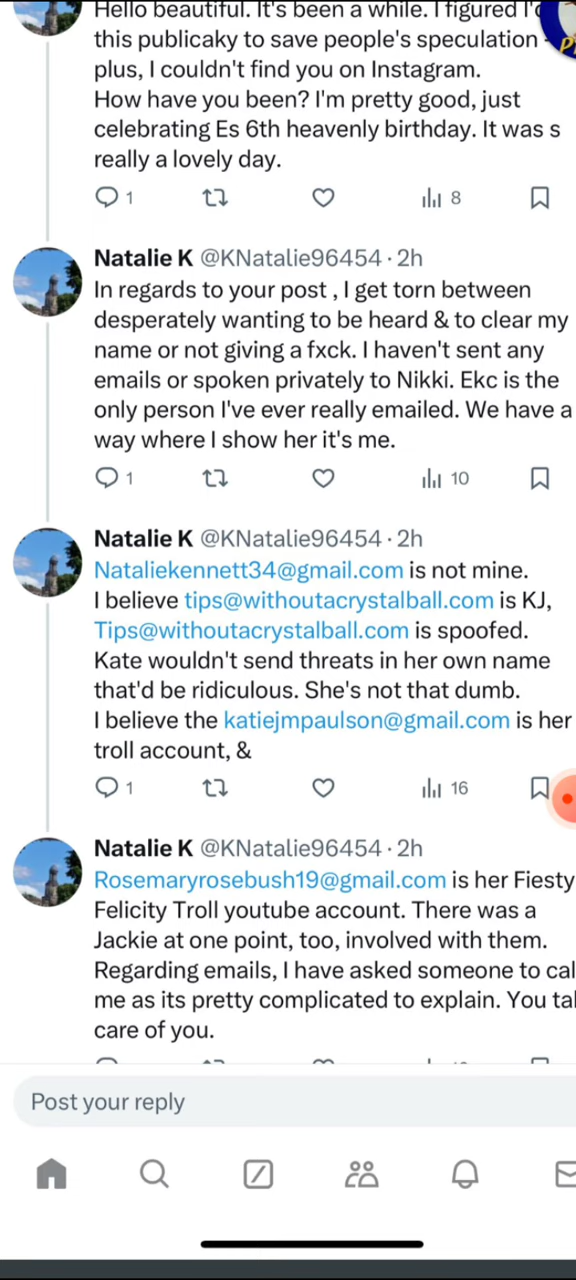 Hello beautiful. It's been a while. I figured I'd
this publicaky to save people's speculation -
plus, I couldn't find you on Instagram.
How have you been? I'm pretty good, just
celebrating Es 6th heavenly birthday. It was s
really a lovely day.
1 8
Natalie K @KNatalie96454 · 2h
In regards to your post , I get torn between
desperately wanting to be heard & to clear my
name or not giving a fxck. I haven't sent any
emails or spoken privately to Nikki. Ekc is the
only person I've ever really emailed. We have a
way where I show her it's me.
1 10
Natalie K @KNatalie96454 · 2h
Nataliekennett34@gmail.com is not mine.
I believe tips@withoutacrystalball.com is KJ,
Tips@withoutacrystalball.com is spoofed.
Kate wouldn't send threats in her own name
that'd be ridiculous. She's not that dumb.
I believe the katiejmpaulson@gmail.com is her
troll account, &
1 16
Natalie K @KNatalie96454 · 2h
Rosemaryrosebush19@gmail.com is her Fiesty
Felicity Troll youtube account. There was a
Jackie at one point, too, involved with them.
Regarding emails, I have asked someone to cal
me as its pretty complicated to explain. You tal
care of you.
Post your reply